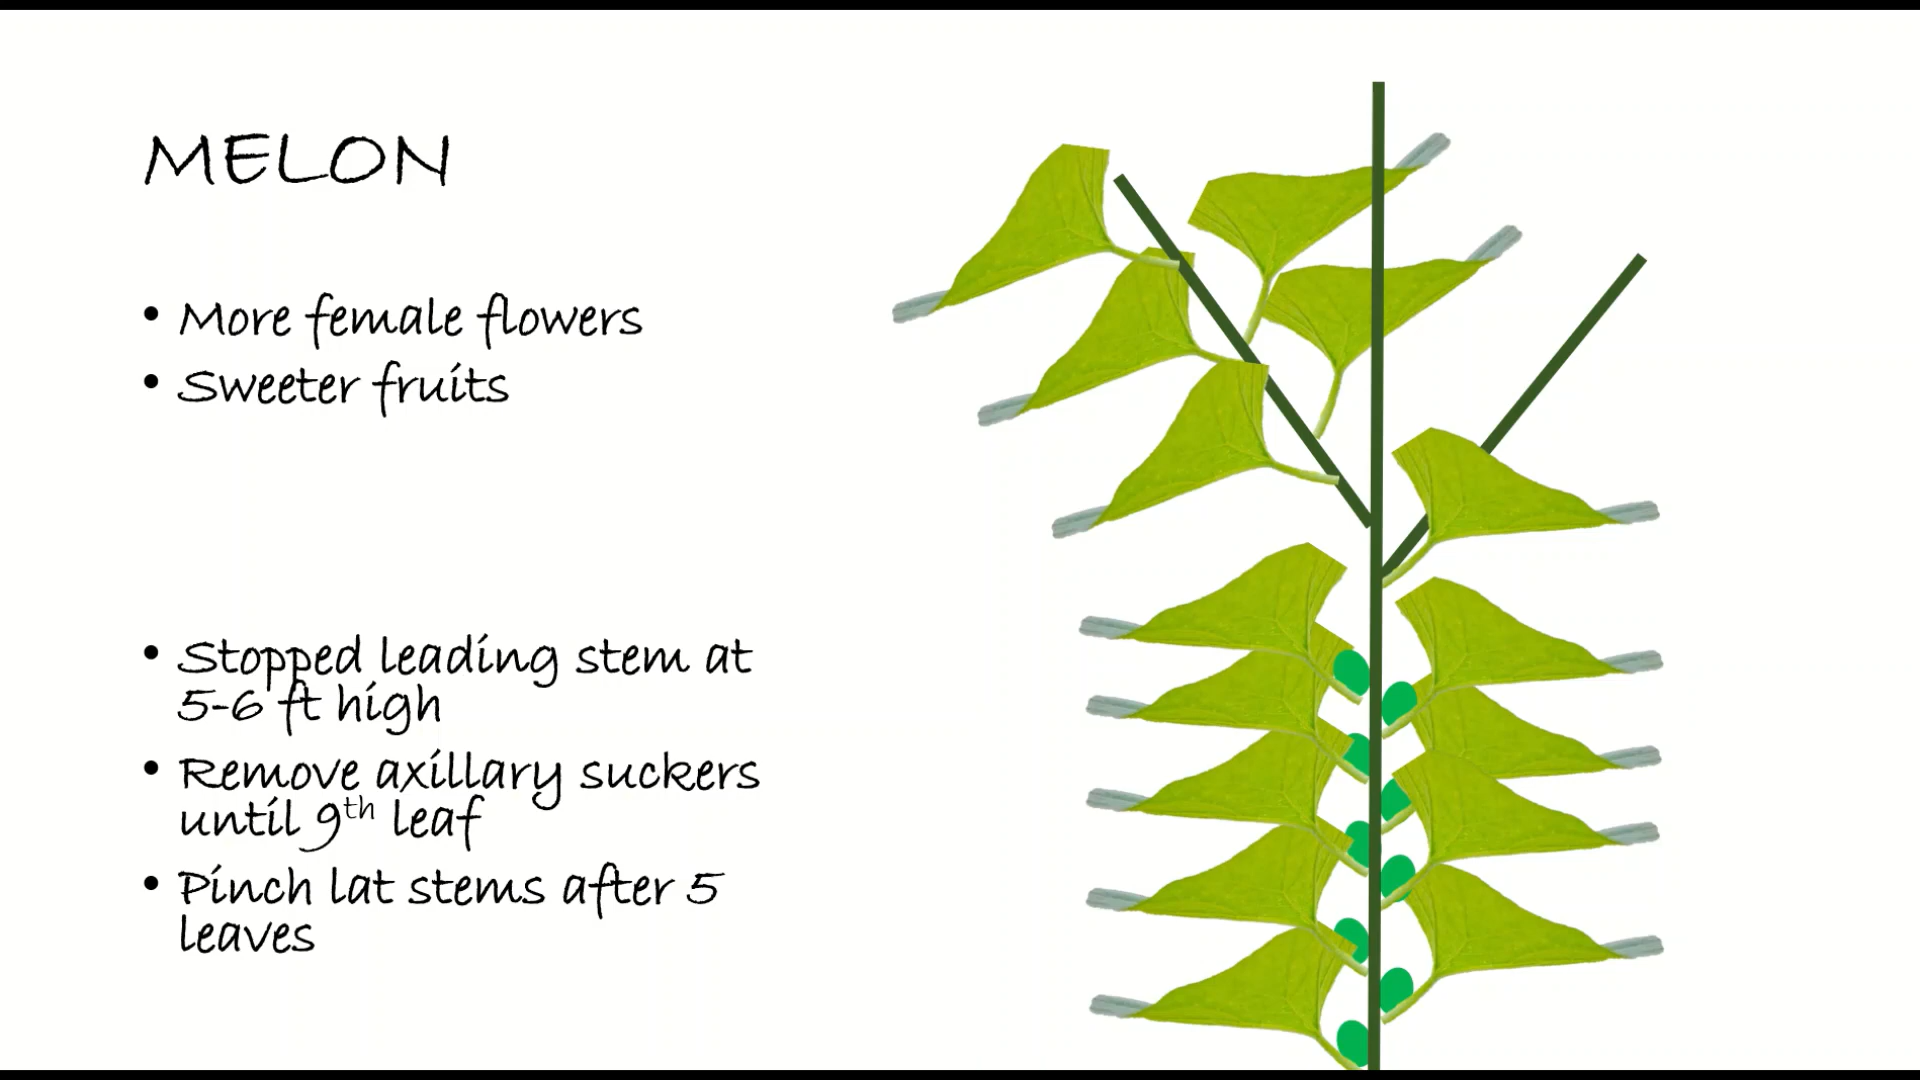 MELON
• More female flowers
• Sweeter fruits
• Stopped leading stem at
5-6 ft high
• Remove axillary suckers
until 9th leaf
• Pinch lat stems after 5
leaves